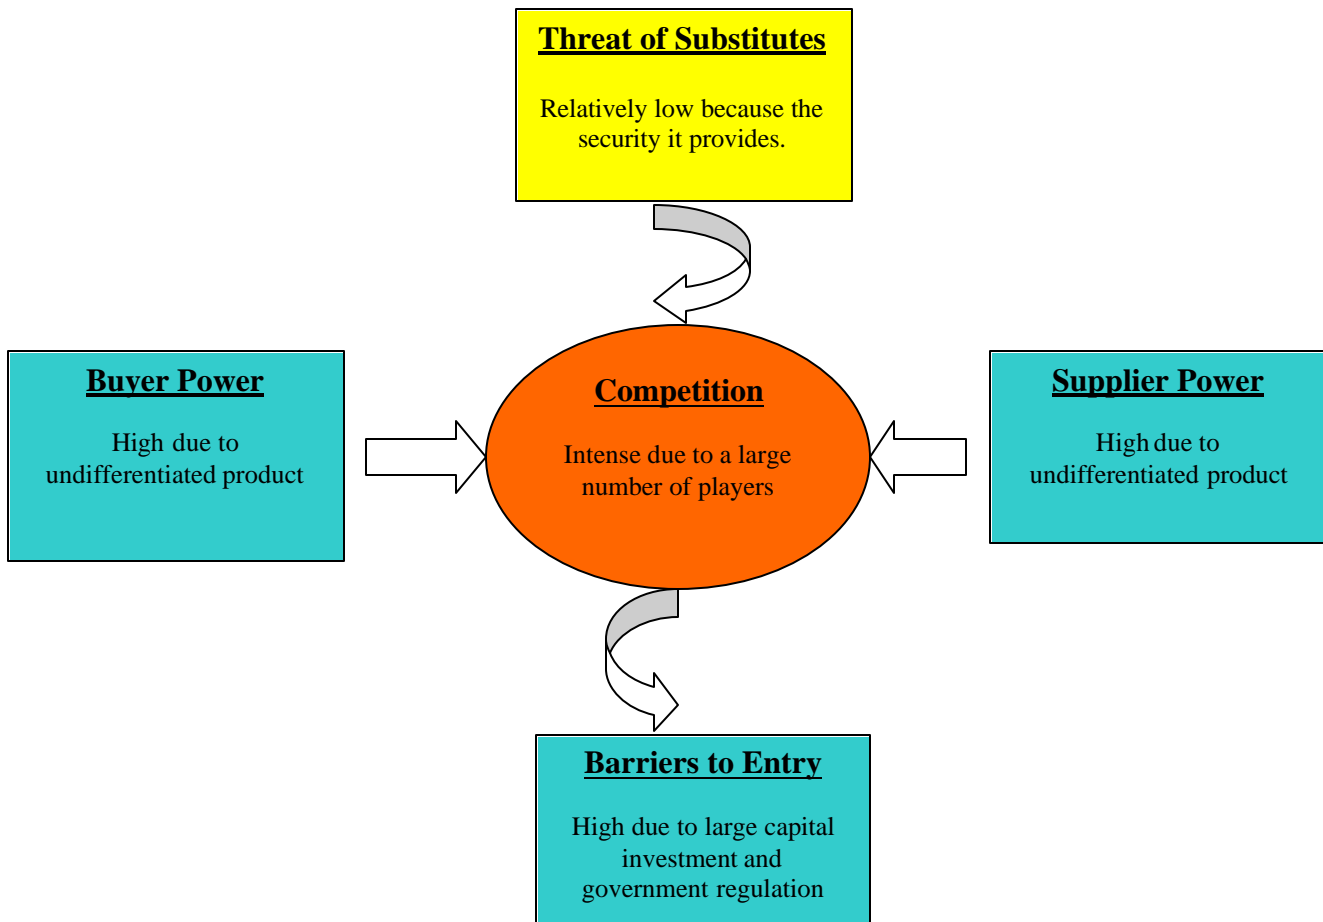 Threat of Substitutes
Relatively low because the
security it provides.
Buyer Power
High due to
undifferentiated product
Competition
Intense due to a large
number of players
Supplier Power
High due to
undifferentiated product
Barriers to Entry
High due to large capital
investment and
government regulation